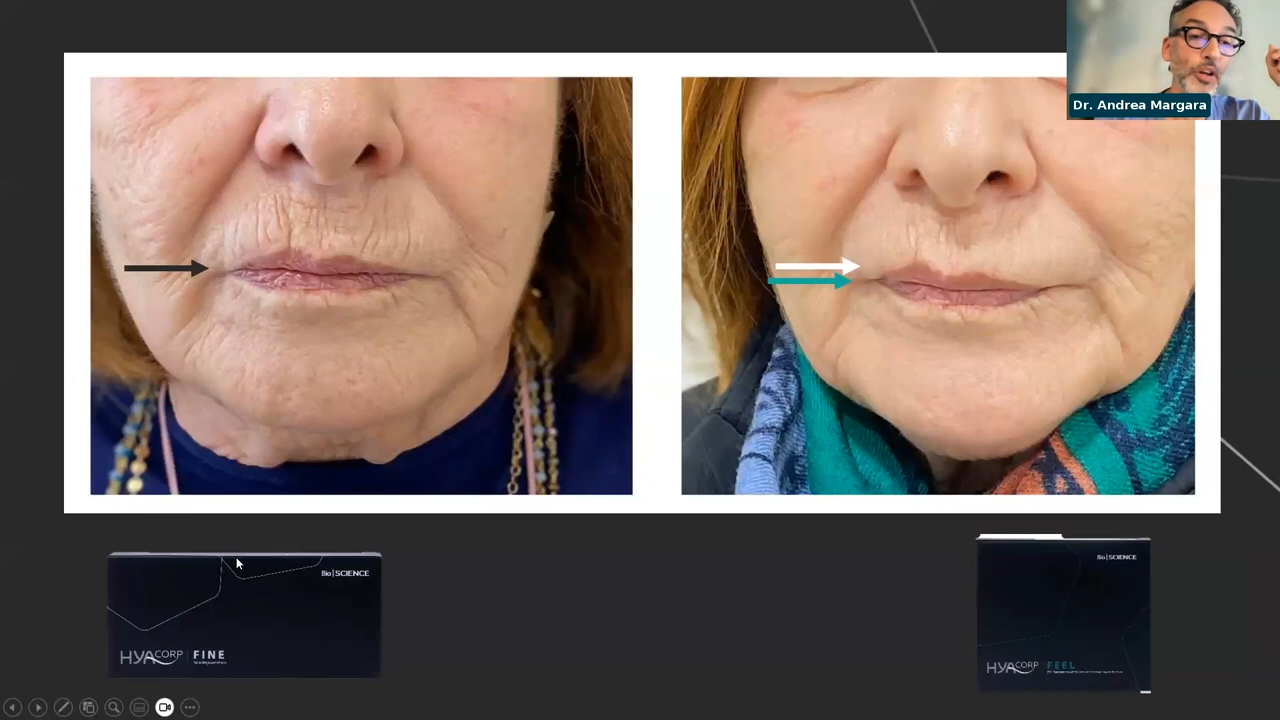 Dr. Andrea Margara
Bio|SCIENCE
HYACORP | FINE
Bio|SCIENCE
HYACORP | FEEL